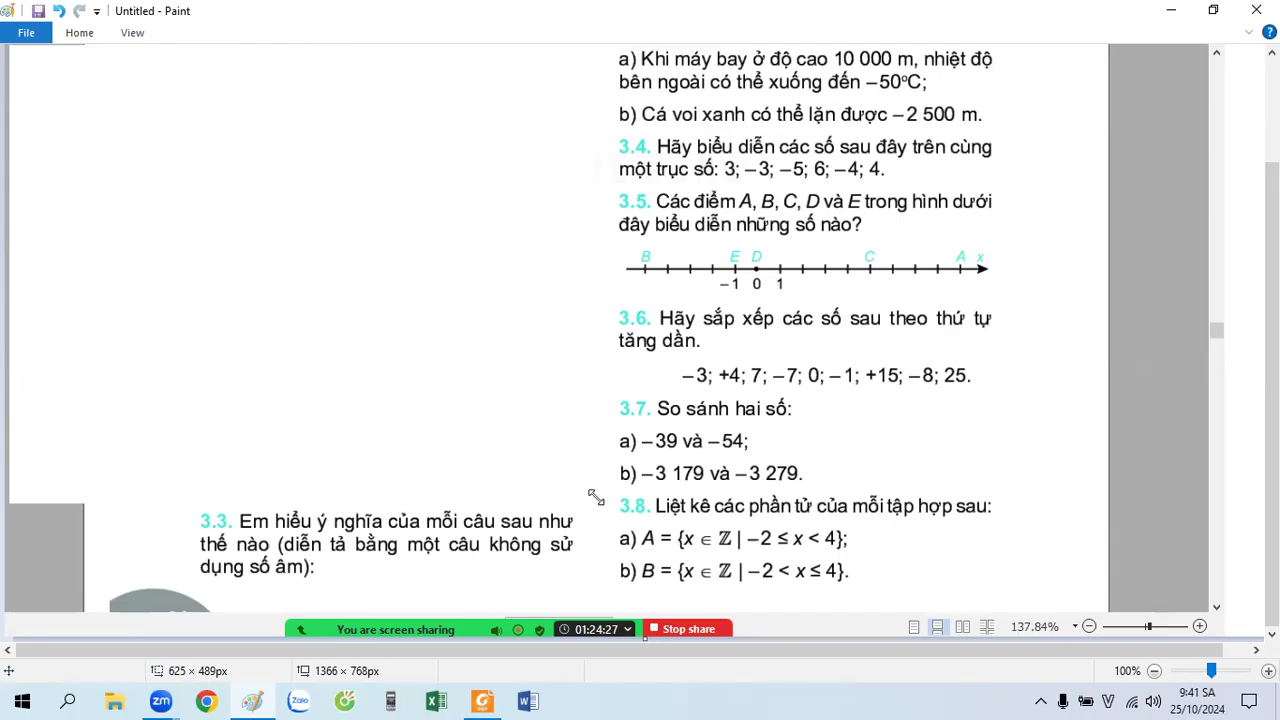 Untitled - Paint
File
Home
View
a) Khi máy bay ở độ cao 10 000 m, nhiệt độ
bên ngoài có thể xuống đến –50°C;
b) Cá voi xanh có thể lặn được – 2 500 m.
3.4. Hãy biểu diễn các số sau đây trên cùng
một trục số: 3; – 3; – 5; 6; – 4; 4.
3.5. Các điểm A, B, C, D và E trong hình dưới
đây biểu diễn những số nào?
B E D C A x
– 1 0 1
3.6. Hãy sắp xếp các số sau theo thứ tự
tăng dần.
– 3; +4; 7; – 7; 0; – 1; +15; – 8; 25.
3.7. So sánh hai số:
a) – 39 và – 54;
b) – 3 179 và – 3 279.
3.3. Em hiểu ý nghĩa của mỗi câu sau như
thế nào (diễn tả bằng một câu không sử
dụng số âm):
3.8. Liệt kê các phần tử của mỗi tập hợp sau:
a) A = {x ∈ ℤ | – 2 ≤ x < 4};
b) B = {x ∈ ℤ | – 2 < x ≤ 4}.
You are screen sharing
01:24:27
Stop share
137.84%
625 × 489px
1366 × 768px
100%
9:41 SA
25/10/2024